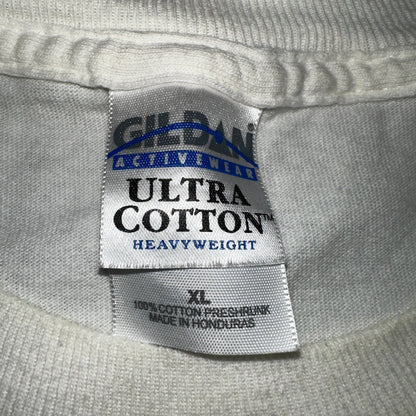 GILDAN
ACTIVEWEAR
ULTRA
COTTON™
HEAVYWEIGHT
XL
100% COTTON PRESHRUNK
MADE IN HONDURAS